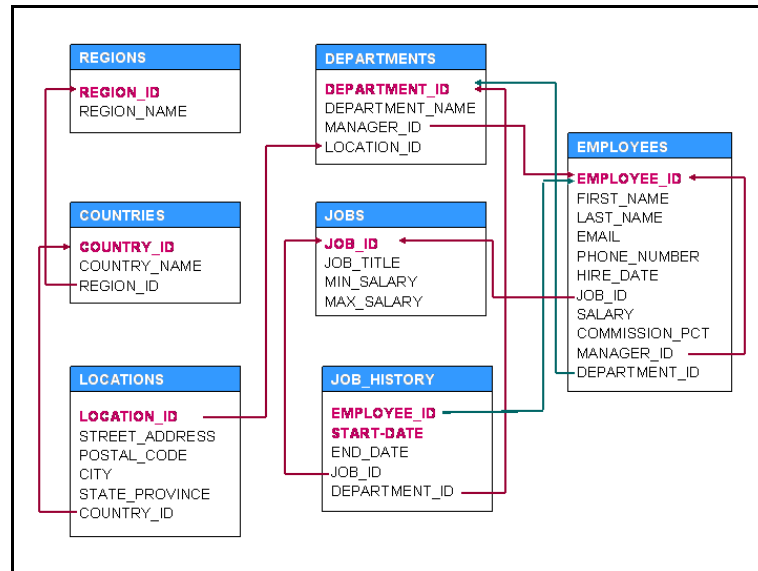 REGIONS
REGION_ID
REGION_NAME
DEPARTMENTS
DEPARTMENT_ID
DEPARTMENT_NAME
MANAGER_ID
LOCATION_ID
EMPLOYEES
EMPLOYEE_ID
FIRST_NAME
LAST_NAME
EMAIL
PHONE_NUMBER
HIRE_DATE
JOB_ID
SALARY
COMMISSION_PCT
MANAGER_ID
DEPARTMENT_ID
COUNTRIES
COUNTRY_ID
COUNTRY_NAME
REGION_ID
JOBS
JOB_ID
JOB_TITLE
MIN_SALARY
MAX_SALARY
LOCATIONS
LOCATION_ID
STREET_ADDRESS
POSTAL_CODE
CITY
STATE_PROVINCE
COUNTRY_ID
JOB_HISTORY
EMPLOYEE_ID
START-DATE
END_DATE
JOB_ID
DEPARTMENT_ID